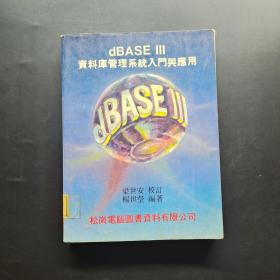 dBASE III
資料庫管理系統入門與應用
dBASE III
梁世安 校訂
楊世瑩 編著
松崗電腦圖書資料有限公司